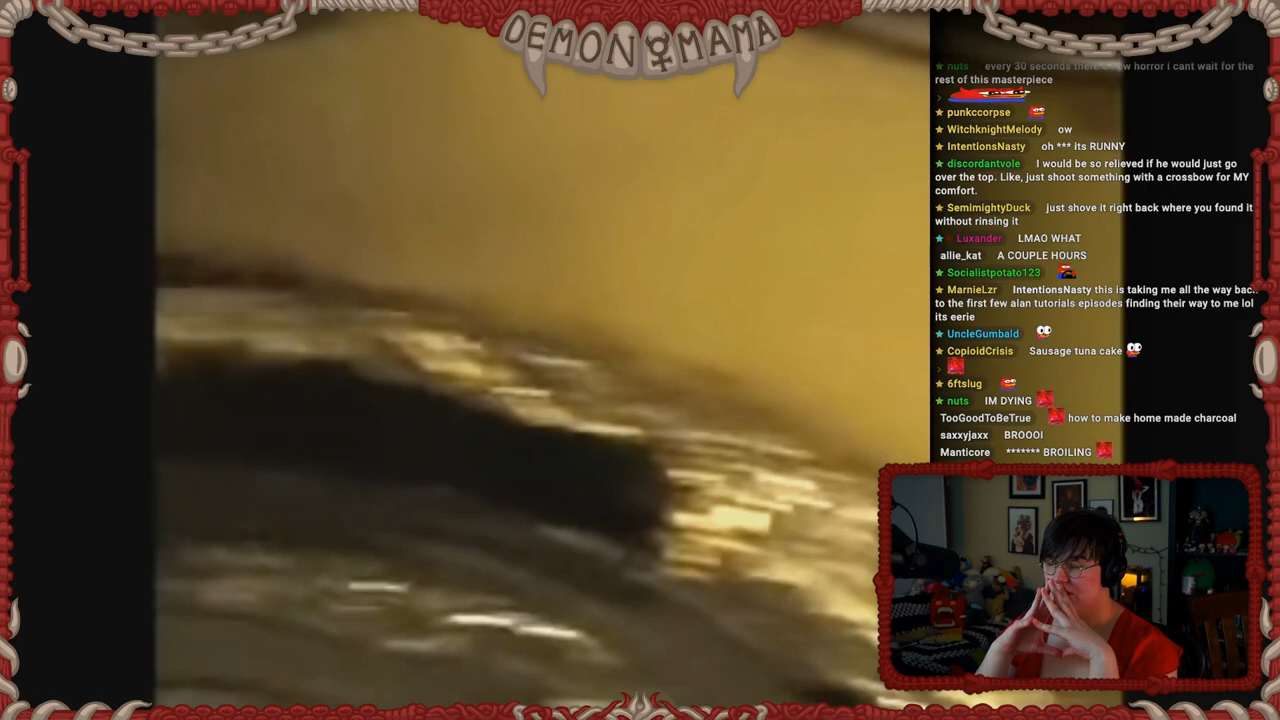 DEMON MAMA
nuts every 30 seconds there a new horror i cant wait for the
rest of this masterpiece
punkccorpse
WitchknightMelody ow
IntentionsNasty oh *** its RUNNY
discordantvole I would be so relieved if he would just go
over the top. Like, just shoot something with a crossbow for MY
comfort.
SemimightyDuck just shove it right back where you found it
without rinsing it
Luxander LMAO WHAT
allie_kat A COUPLE HOURS
Socialistpotato123
MarnieLzr IntentionsNasty this is taking me all the way back
to the first few alan tutorials episodes finding their way to me lol
its eerie
UncleGumbald
CopioldCrisis Sausage tuna cake
6ftslug
nuts IM DYING
TooGoodToBeTrue how to make home made charcoal
saxxyjaxx BROOOI
Manticore ******* BROILING